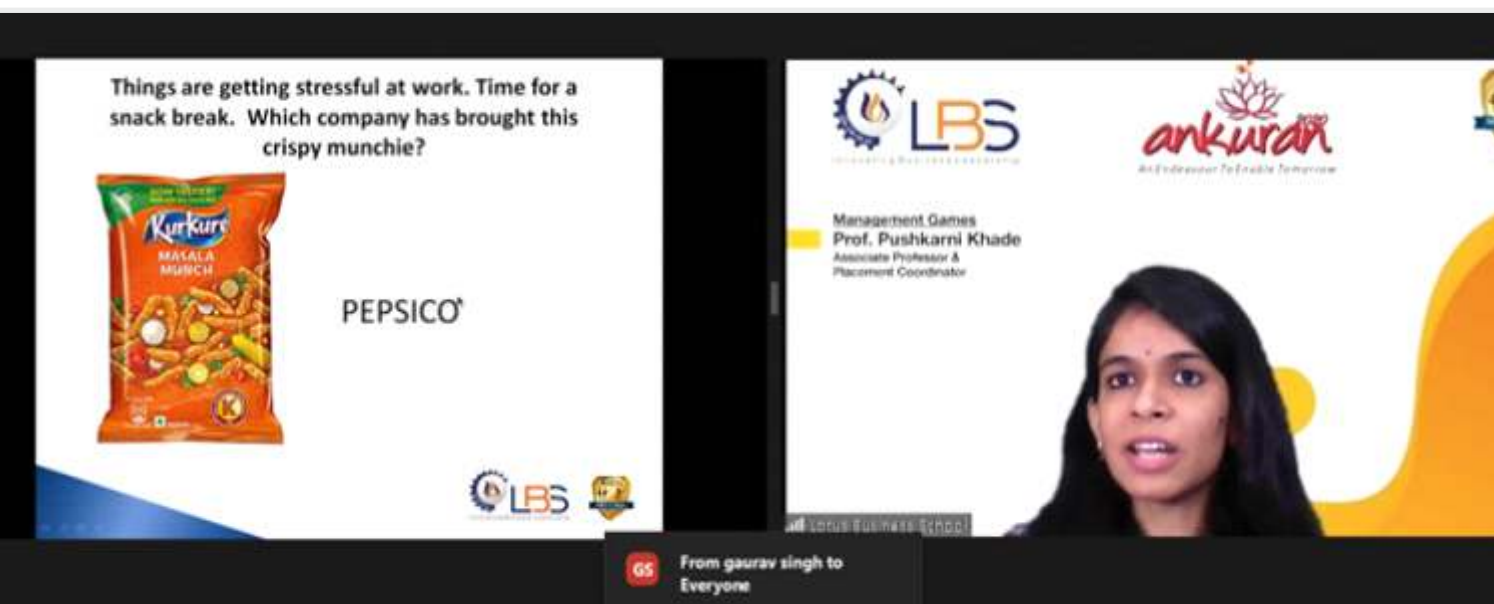 Things are getting stressful at work. Time for a
snack break.  Which company has brought this
crispy munchie?
Kurkure
MASALA
MUNCH
PEPSICO
LBS
LBS
ankuran
An Endeavour To Enable Tomorrow
Management Games
Prof. Pushkarni Khade
Associate Professor &
Placement Coordinator
Lotus Business School
GS
From gaurav singh to
Everyone